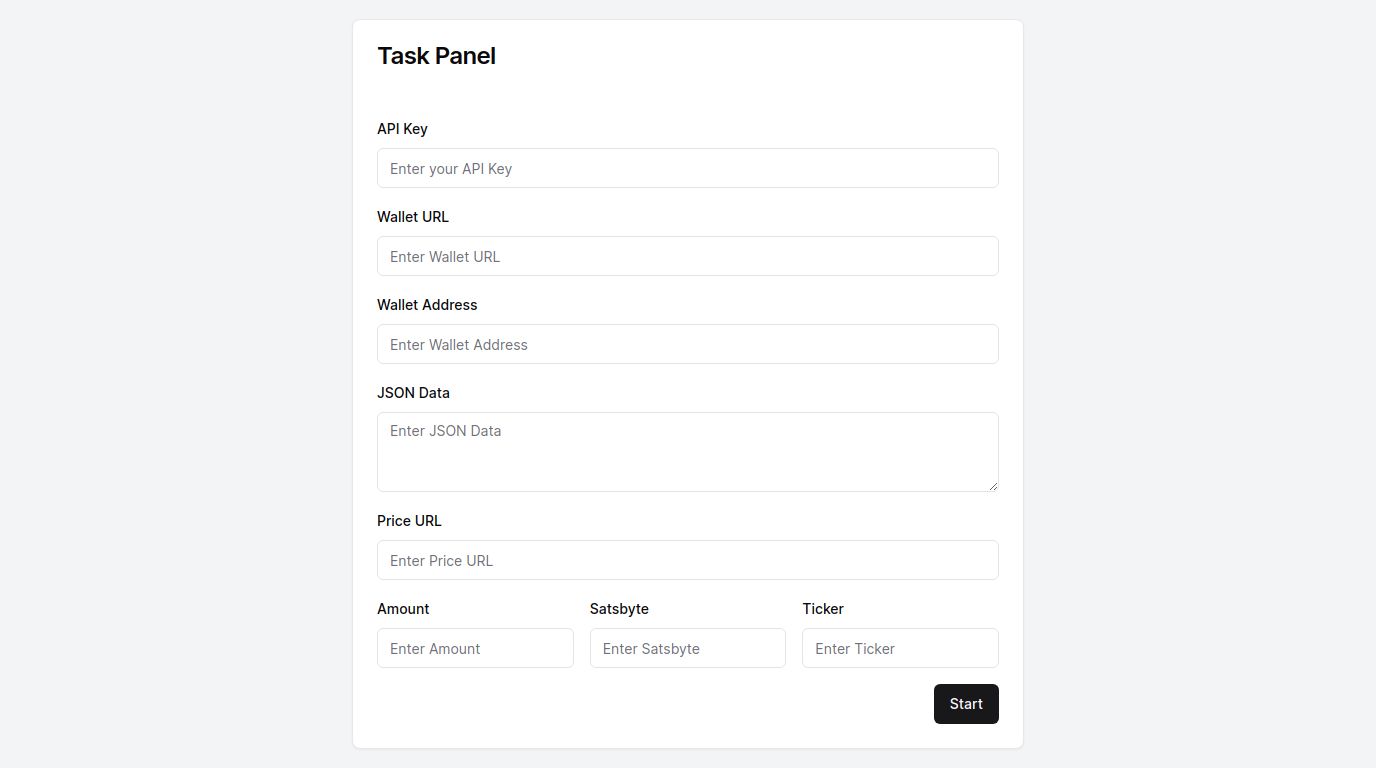 Task Panel
API Key
Enter your API Key
Wallet URL
Enter Wallet URL
Wallet Address
Enter Wallet Address
JSON Data
Enter JSON Data
Price URL
Enter Price URL
Amount Satsbyte Ticker
Enter Amount Enter Satsbyte Enter Ticker
Start